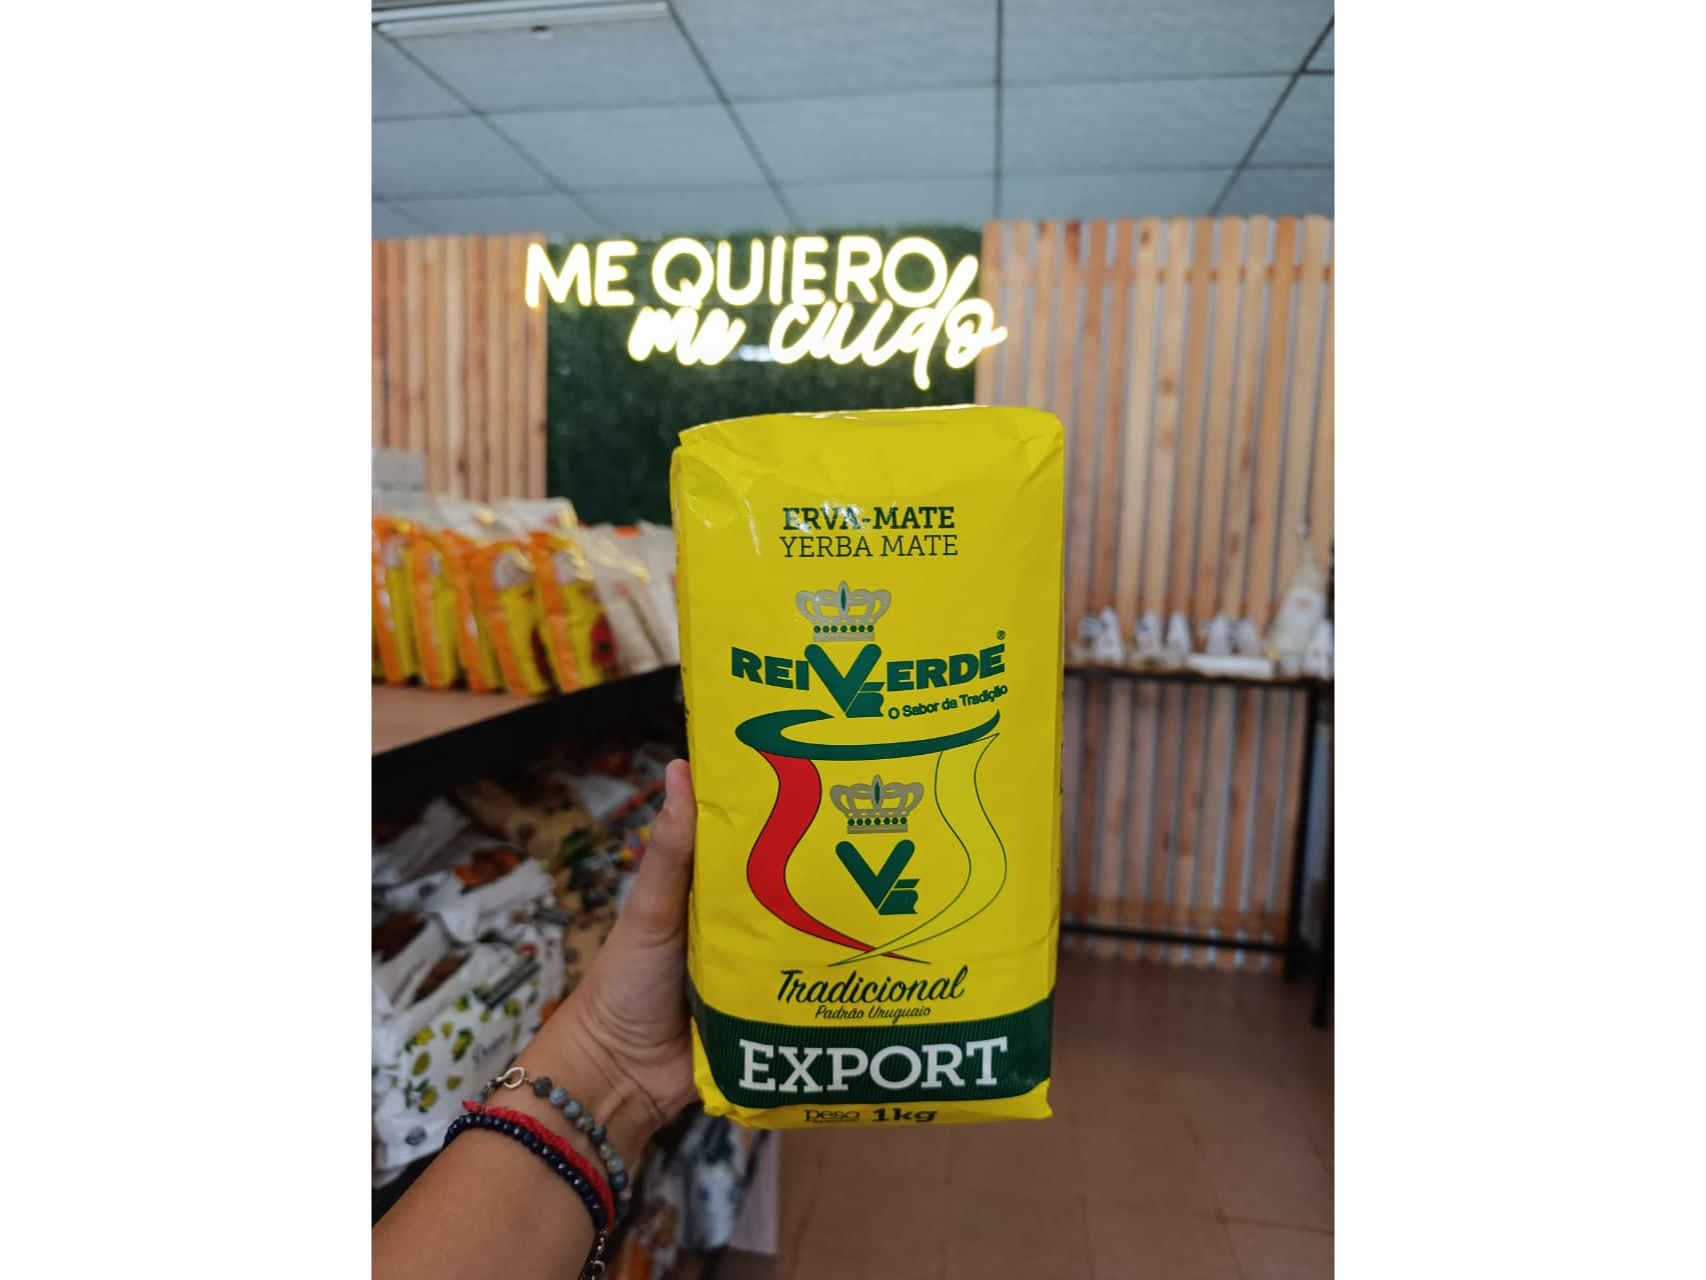 ME QUIERO
me cuido
ERVA-MATE
YERBA MATE
REI VERDE®
O Sabor da Tradição
VR
Tradicional
Padrão Uruguaio
EXPORT
peso 1kg